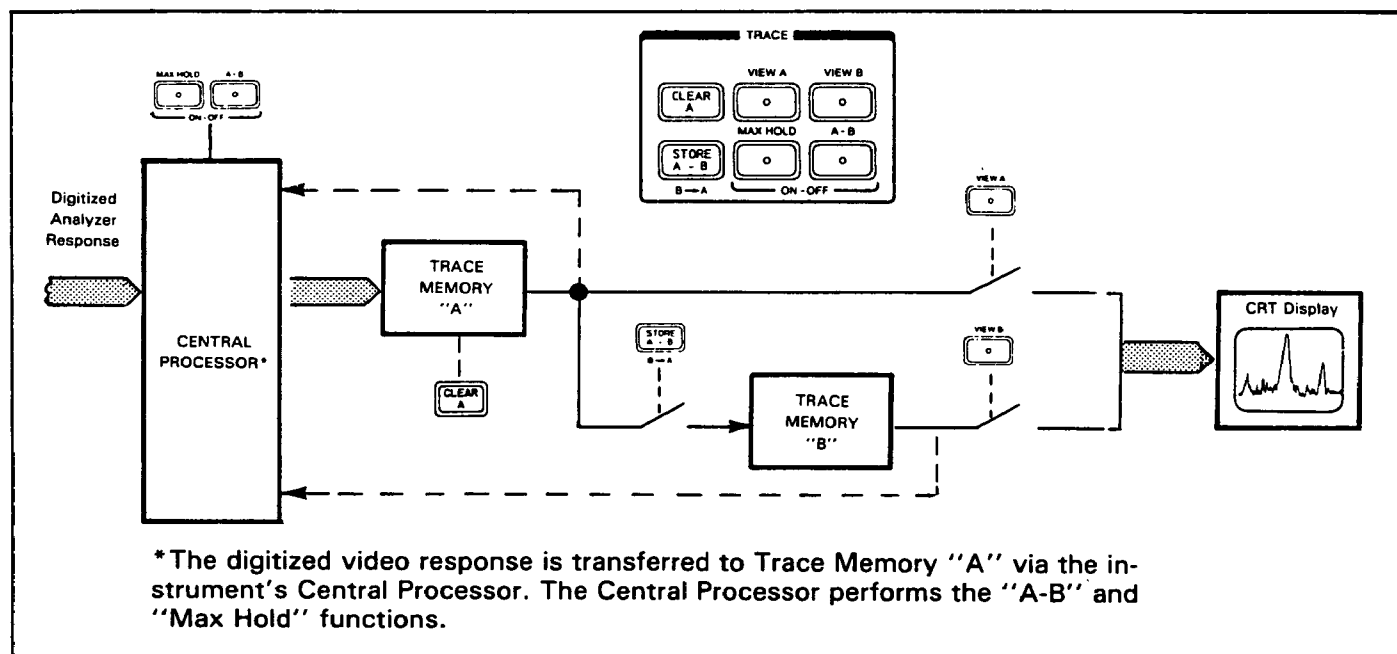 TRACE
VIEW A VIEW B
CLEAR
A
MAX HOLD A - B
STORE
A - B
B → A ON - OFF
MAX HOLD A - B
ON - OFF
Digitized
Analyzer
Response
CENTRAL
PROCESSOR*
TRACE
MEMORY
"A"
CLEAR
A
STORE
A - B
B → A
TRACE
MEMORY
"B"
VIEW A
VIEW B
CRT Display
*The digitized video response is transferred to Trace Memory "A" via the in-
strument's Central Processor. The Central Processor performs the "A-B" and
"Max Hold" functions.